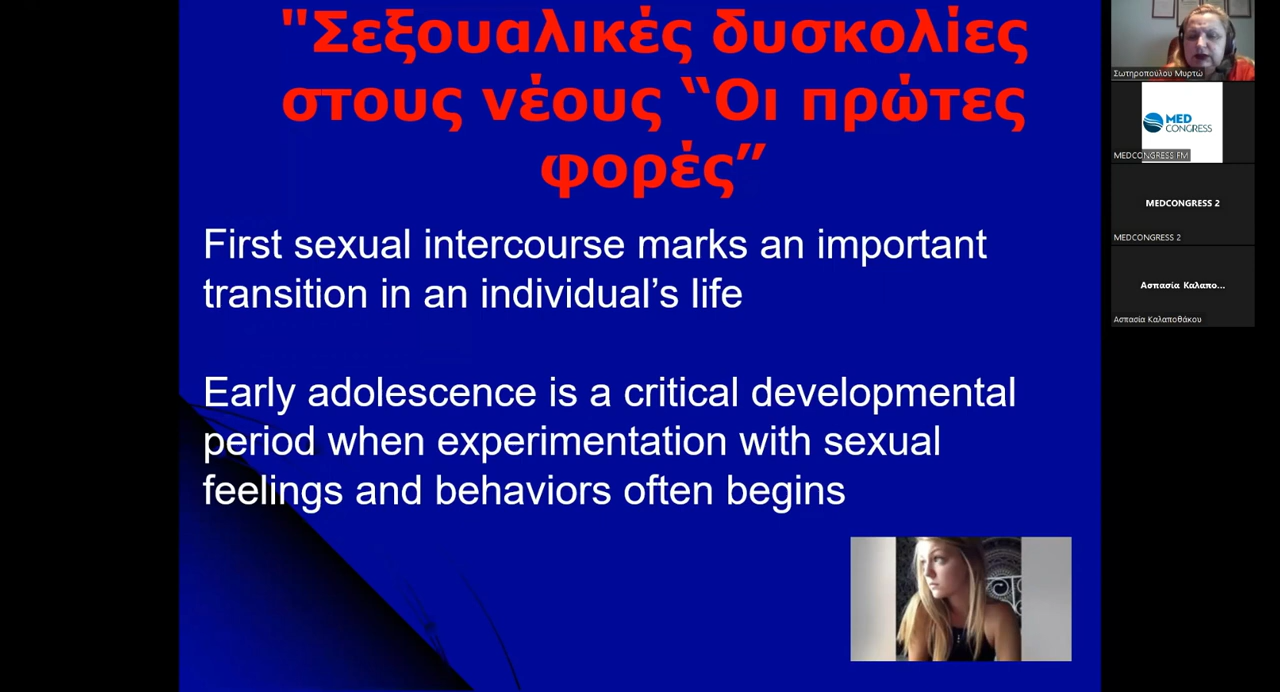 "Σεξουαλικές δυσκολίες
στους νέους “Οι πρώτες
φορές”
First sexual intercourse marks an important
transition in an individual’s life
Early adolescence is a critical developmental
period when experimentation with sexual
feelings and behaviors often begins
Σωτηροπούλου Μυρτώ
MED
CONGRESS
MEDCONGRESS FM
MEDCONGRESS 2
MEDCONGRESS 2
Ασπασία Καλαπο...
Ασπασία Καλαποθάκου